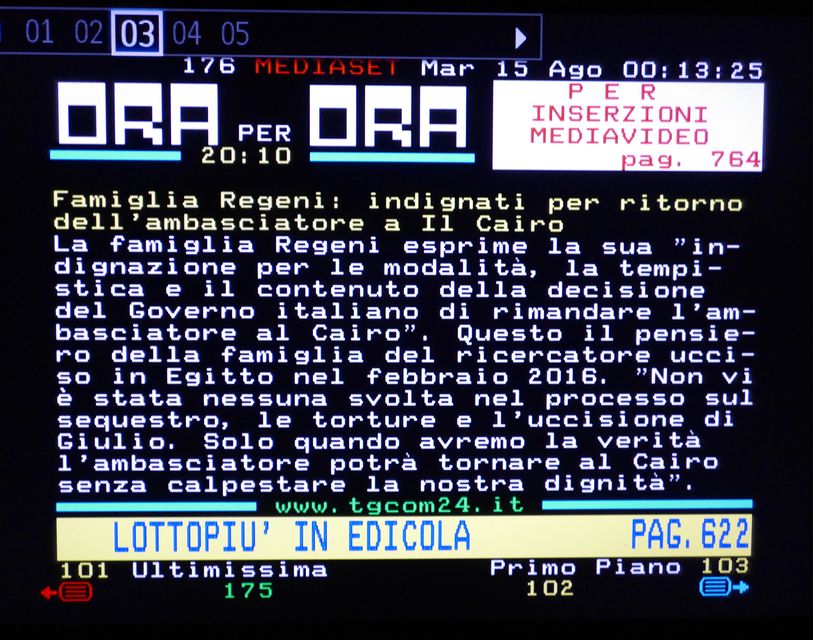 01 02 03 04 05
176 MEDIASET Mar 15 Ago 00:13:25
ORA PER ORA
20:10
PER
INSERZIONI
MEDIAVIDEO
pag. 764
Famiglia Regeni: indignati per ritorno
dell'ambasciatore a Il Cairo
La famiglia Regeni esprime la sua "in-
dignazione per le modalità, la tempi-
stica e il contenuto della decisione
del Governo italiano di rimandare l'am-
basciatore al Cairo". Questo il pensie-
ro della famiglia del ricercatore ucci-
so in Egitto nel febbraio 2016. "Non vi
è stata nessuna svolta nel processo sul
sequestro, le torture e l'uccisione di
Giulio. Solo quando avremo la verità
l'ambasciatore potrà tornare al Cairo
senza calpestare la nostra dignità".
www.tgcom24.it
LOTTOPIU' IN EDICOLA PAG.622
101 Ultimissima Primo Piano 103
175 102